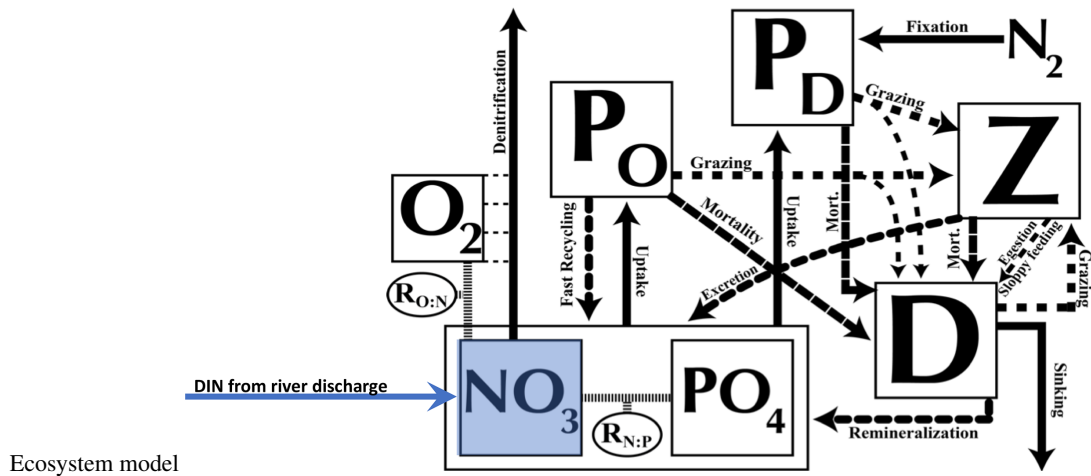 Fixation
N2
PD
Grazing
Z
Denitrification
PO
Grazing
O2
Mortality
Mort.
Uptake
Fast Recycling
Uptake
Excretion
Mort.
Egestion
Sloppy feeding
Grazing
RO:N
D
DIN from river discharge
NO3
RN:P
PO4
Sinking
Remineralization
Ecosystem model